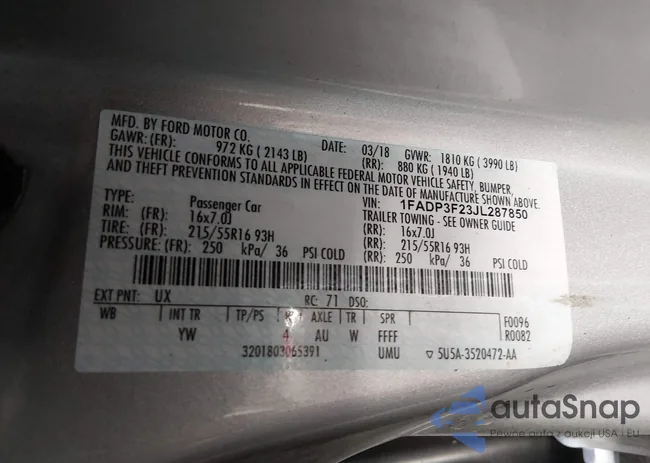 MFD. BY FORD MOTOR CO.
DATE: 03/18 GVWR: 1810 KG ( 3990 LB)
GAWR: (FR): 972 KG ( 2143 LB) (RR): 880 KG ( 1940 LB)
THIS VEHICLE CONFORMS TO ALL APPLICABLE FEDERAL MOTOR VEHICLE SAFETY, BUMPER,
AND THEFT PREVENTION STANDARDS IN EFFECT ON THE DATE OF MANUFACTURE SHOWN ABOVE.
VIN: 1FADP3F23JL287850
TYPE: Passenger Car TRAILER TOWING - SEE OWNER GUIDE
RIM: (FR) 16x7.0J (RR): 16x7.0J
TIRE: (FR) 215/55R16 93H (RR): 215/55R16 93H
PRESSURE: (FR) 250 kPa/ 36 PSI COLD (RR) 250 kPa/ 36 PSI COLD
EXT PNT: UX RC: 71 DSO:
WB INT TR TP/PS R AXLE TR SPR F0096
YW 4 AU W FFFF R0082
3201803065391 UMU ▽ 5U5A-3520472-AA
autaSnap
Pewne auta z aukcji USA i EU